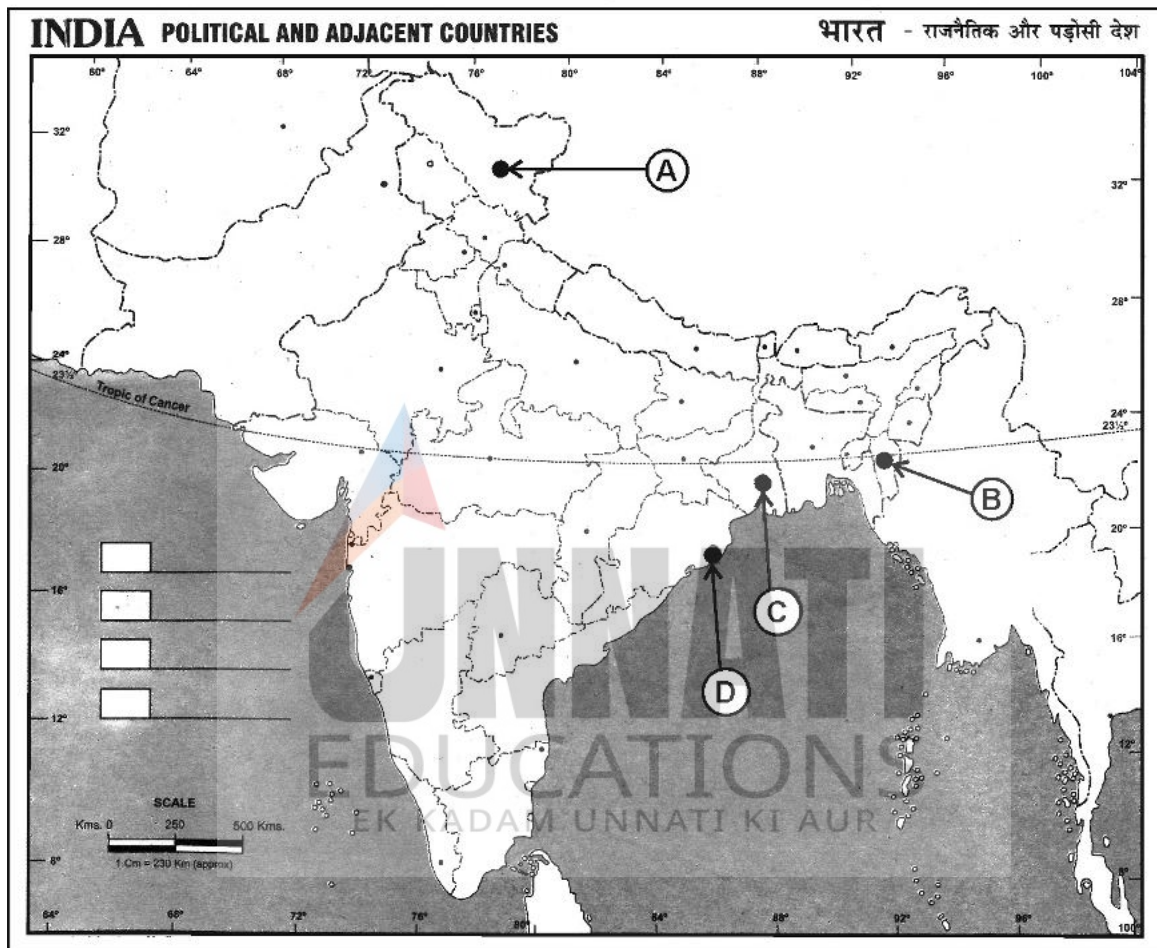 INDIA POLITICAL AND ADJACENT COUNTRIES
भारत - राजनैतिक और पड़ोसी देश
60° 64° 68° 72° 76° 80° 84° 88° 92° 96° 100° 104°
32° 32°
A
28° 28°
24° 24°
23½ 23½°
Tropic of Cancer
20° 20°
B
C
16° 16°
D
UNNATI
EDUCATIONS
EK KADAM UNNATI KI AUR
12° 12°
SCALE
Kms. 0 250 500 Kms.
1 Cm = 230 Km (approx)
8° 8°
64° 68° 72° 76° 80° 84° 88° 92° 96° 100°